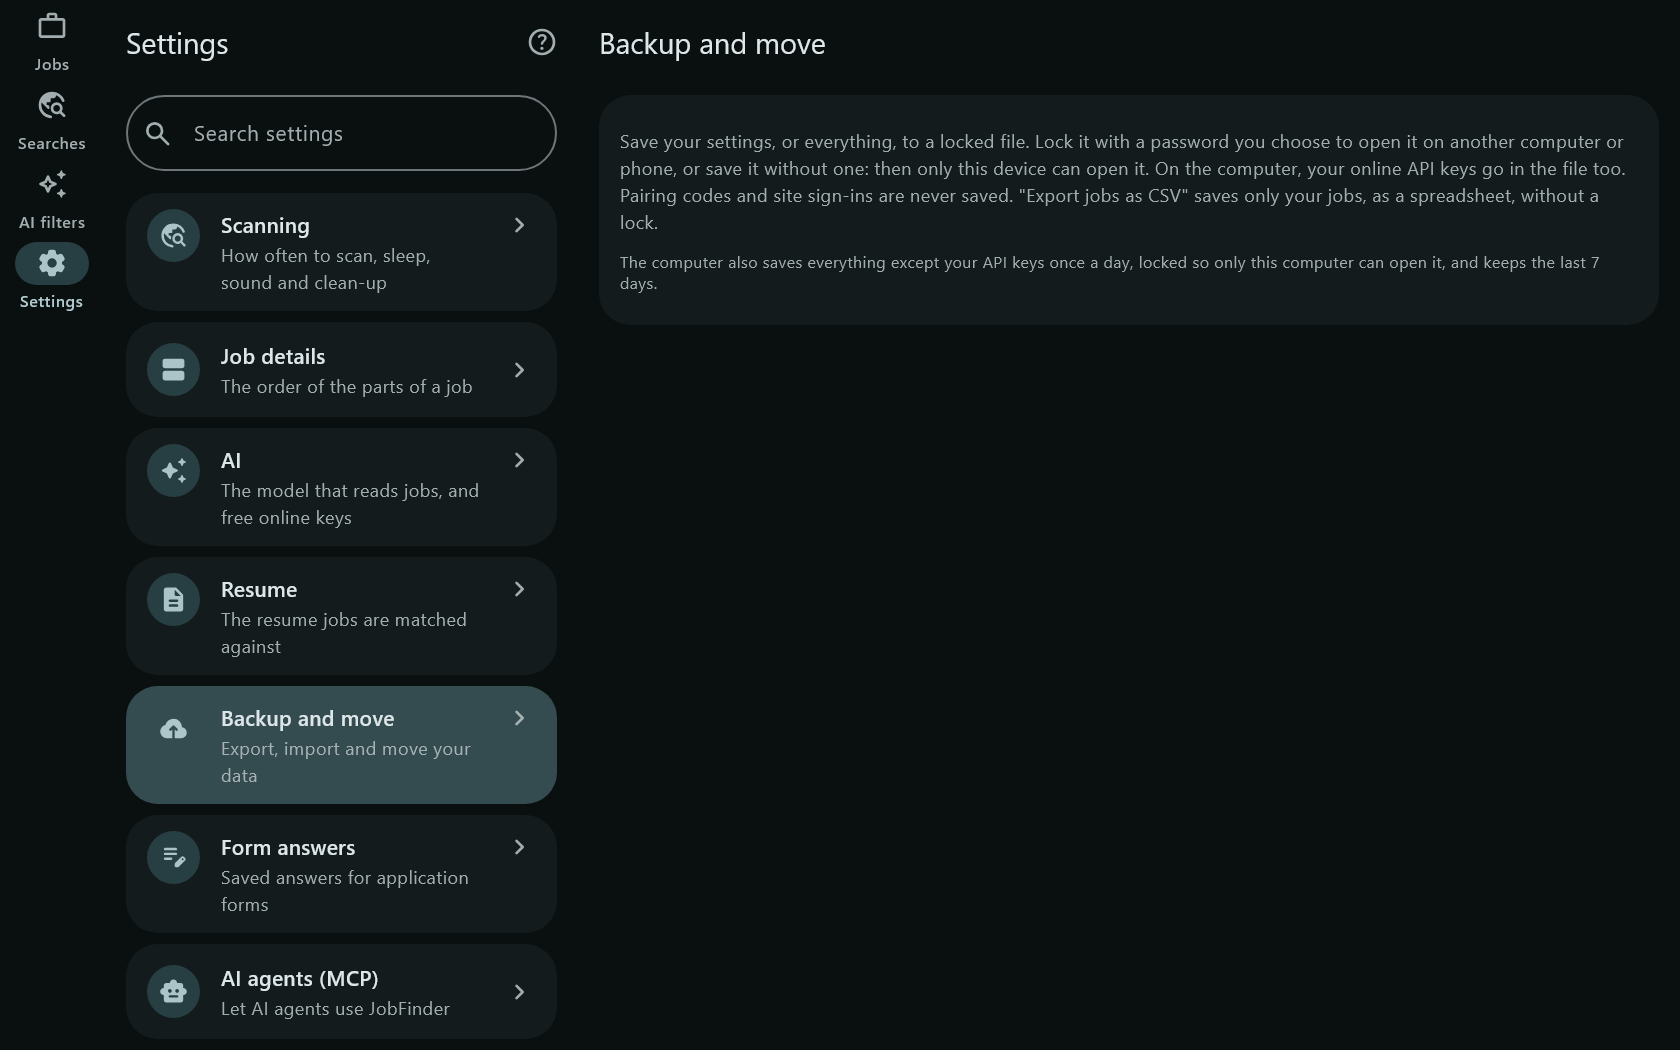 Jobs
Searches
AI filters
Settings
Settings
Search settings
Scanning
How often to scan, sleep,
sound and clean-up
Job details
The order of the parts of a job
AI
The model that reads jobs, and
free online keys
Resume
The resume jobs are matched
against
Backup and move
Export, import and move your
data
Form answers
Saved answers for application
forms
AI agents (MCP)
Let AI agents use JobFinder
Backup and move
Save your settings, or everything, to a locked file. Lock it with a password you choose to open it on another computer or
phone, or save it without one: then only this device can open it. On the computer, your online API keys go in the file too.
Pairing codes and site sign-ins are never saved. "Export jobs as CSV" saves only your jobs, as a spreadsheet, without a
lock.
The computer also saves everything except your API keys once a day, locked so only this computer can open it, and keeps the last 7
days.